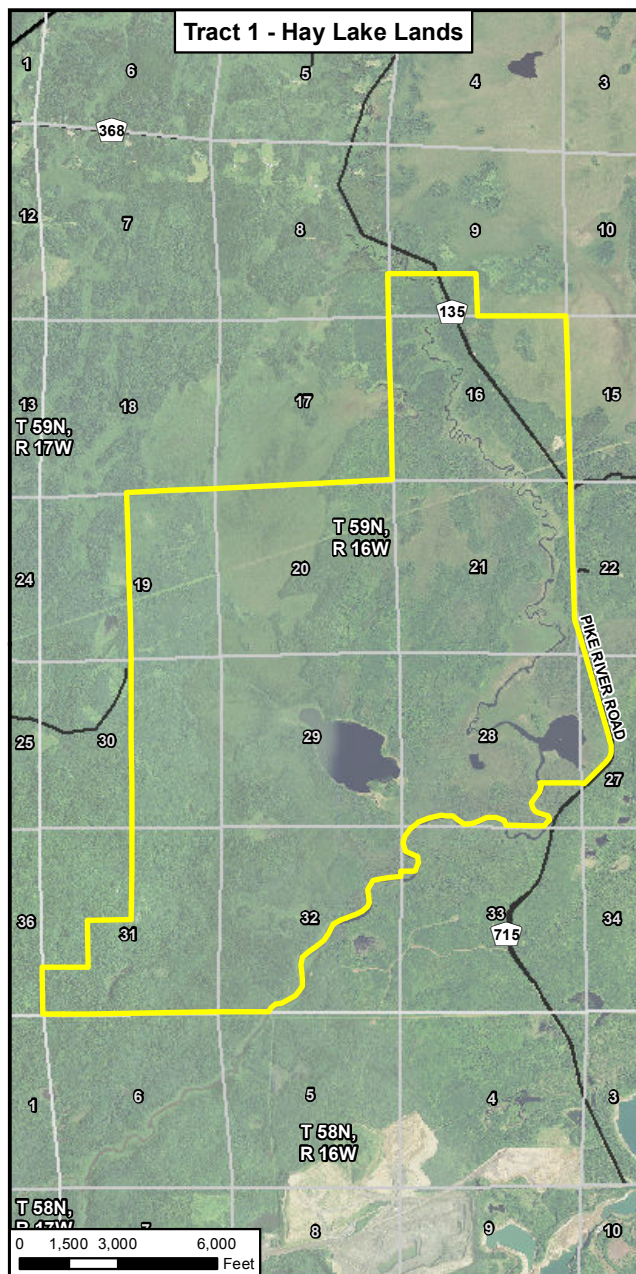 Tract 1 - Hay Lake Lands
1 6 5 4 3
368
12 7 8 9 10
135
13 18 17 16 15
T 59N,
R 17W
T 59N,
R 16W
24 19 20 21 22
PIKE RIVER ROAD
25 30 29 28 27
36 31 32 33 34
715
1 6 5 4 3
T 58N,
R 16W
T 58N,
R 17W
7 8 9 10
0 1,500 3,000 6,000
Feet